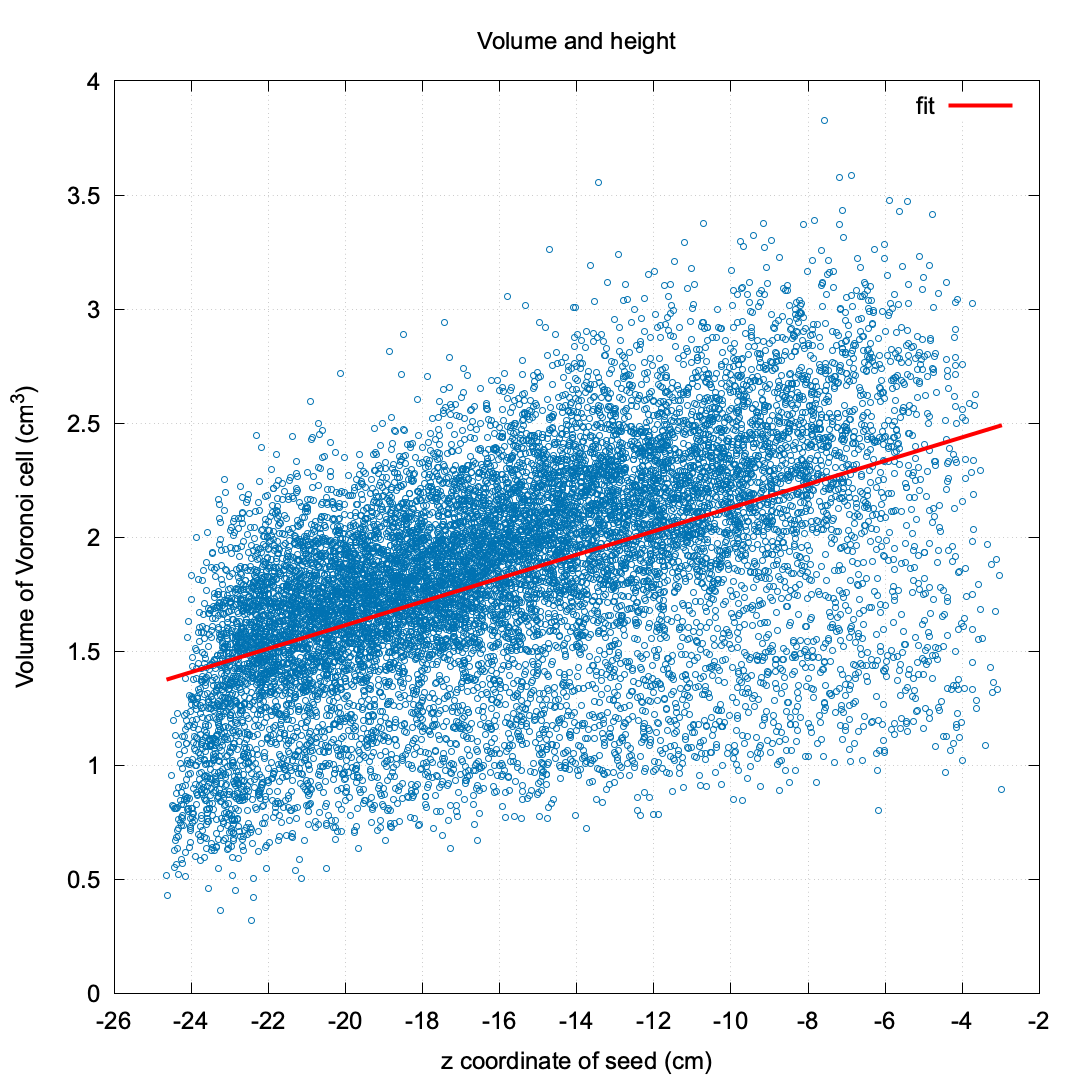 Volume and height
fit
4
3.5
3
2.5
2
1.5
1
0.5
0
Volume of Voronoi cell (cm³)
-26 -24 -22 -20 -18 -16 -14 -12 -10 -8 -6 -4 -2
z coordinate of seed (cm)